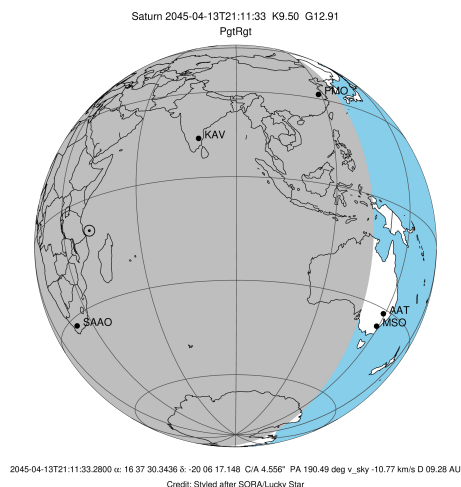 Saturn 2045-04-13T21:11:33 K9.50 G12.91
PgtRgt
PMO
KAV
AAT
MSO
SAAO
2045-04-13T21:11:33.2800 α: 16 37 30.3436 δ: -20 06 17.148 C/A 4.556" PA 190.49 deg v_sky -10.77 km/s D 09.28 AU
Credit: Styled after SORA/Lucky Star